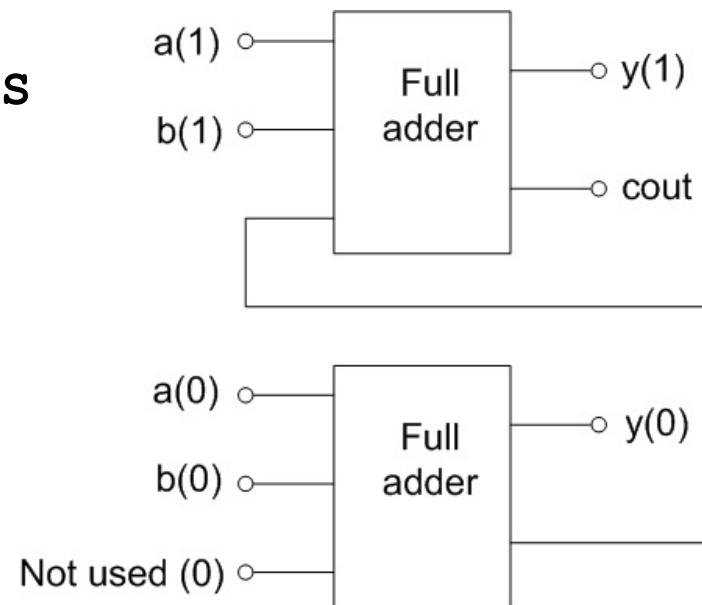 s
a(1)
b(1)
Full
adder
y(1)
cout
a(0)
b(0)
Not used (0)
Full
adder
y(0)